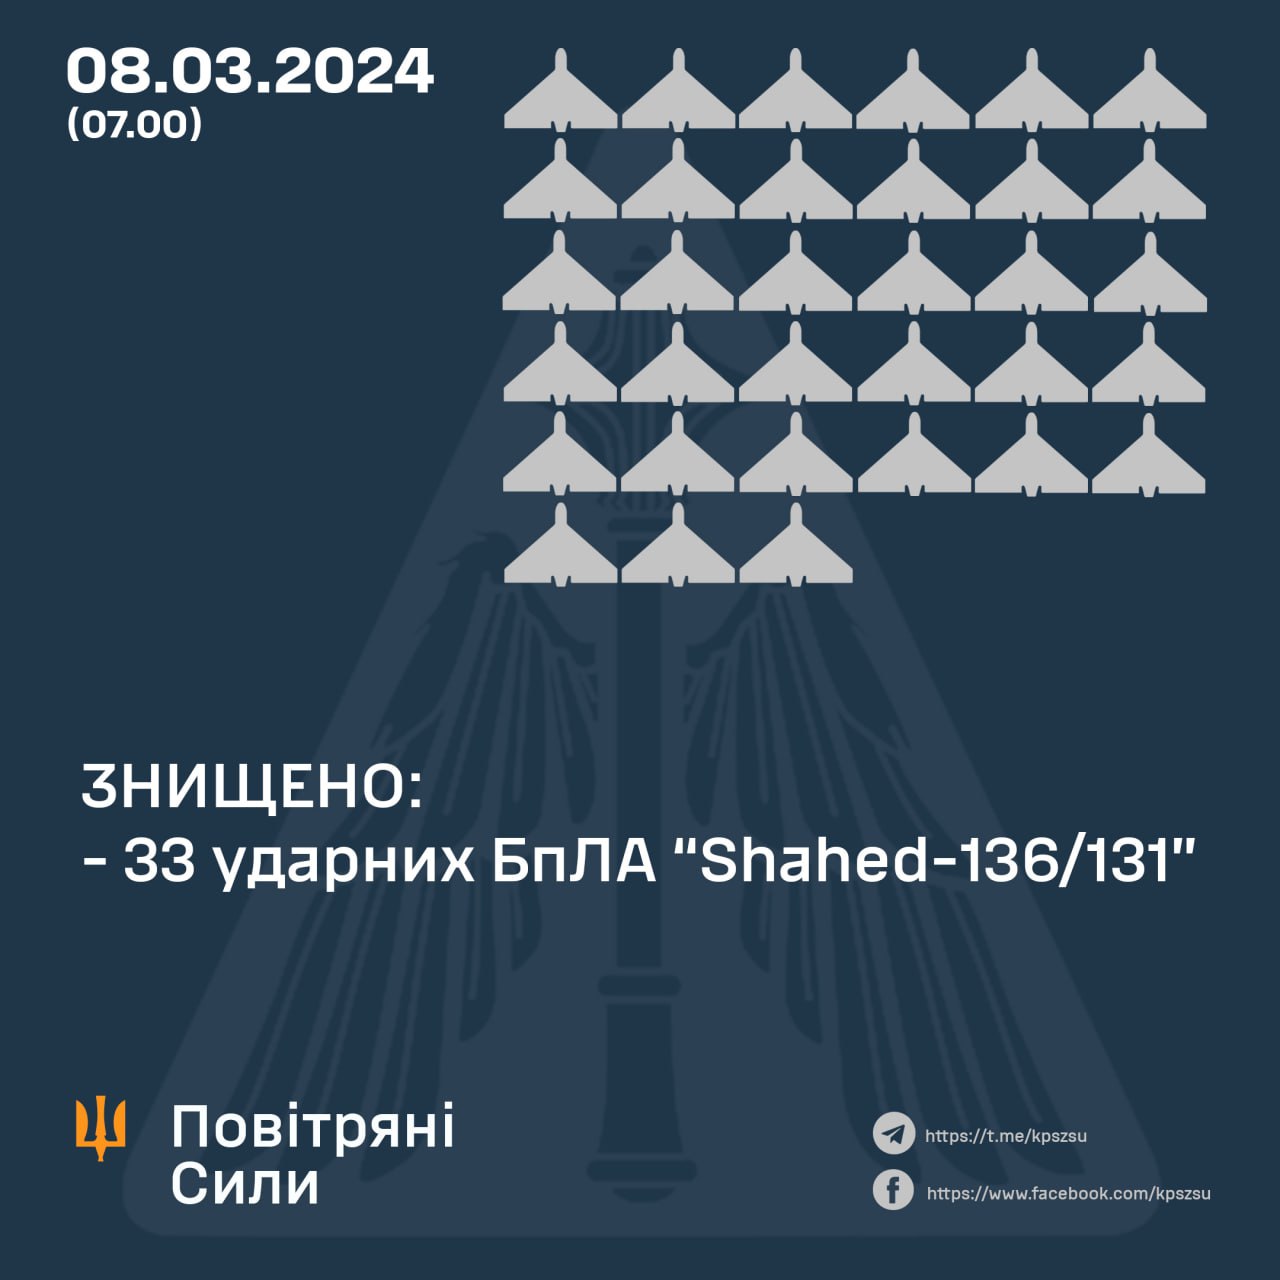 08.03.2024
(07.00)
ЗНИЩЕНО:
- 33 ударних БпЛА “Shahed-136/131”
Повітряні
Сили
https://t.me/kpszsu
https://www.facebook.com/kpszsu